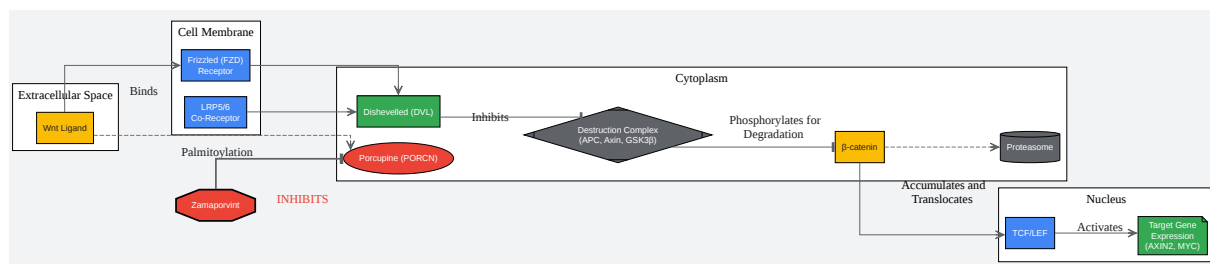 Extracellular Space
Wnt Ligand
Cell Membrane
Frizzled (FZD)
Receptor
LRP5/6
Co-Receptor
Binds
Palmitoylation
Zamaporvint
INHIBITS
Cytoplasm
Dishevelled (DVL)
Porcupine (PORCN)
Inhibits
Destruction Complex
(APC, Axin, GSK3β)
Phosphorylates for
Degradation
β-catenin
Proteasome
Accumulates and
Translocates
Nucleus
TCF/LEF
Activates
Target Gene
Expression
(AXIN2, MYC)